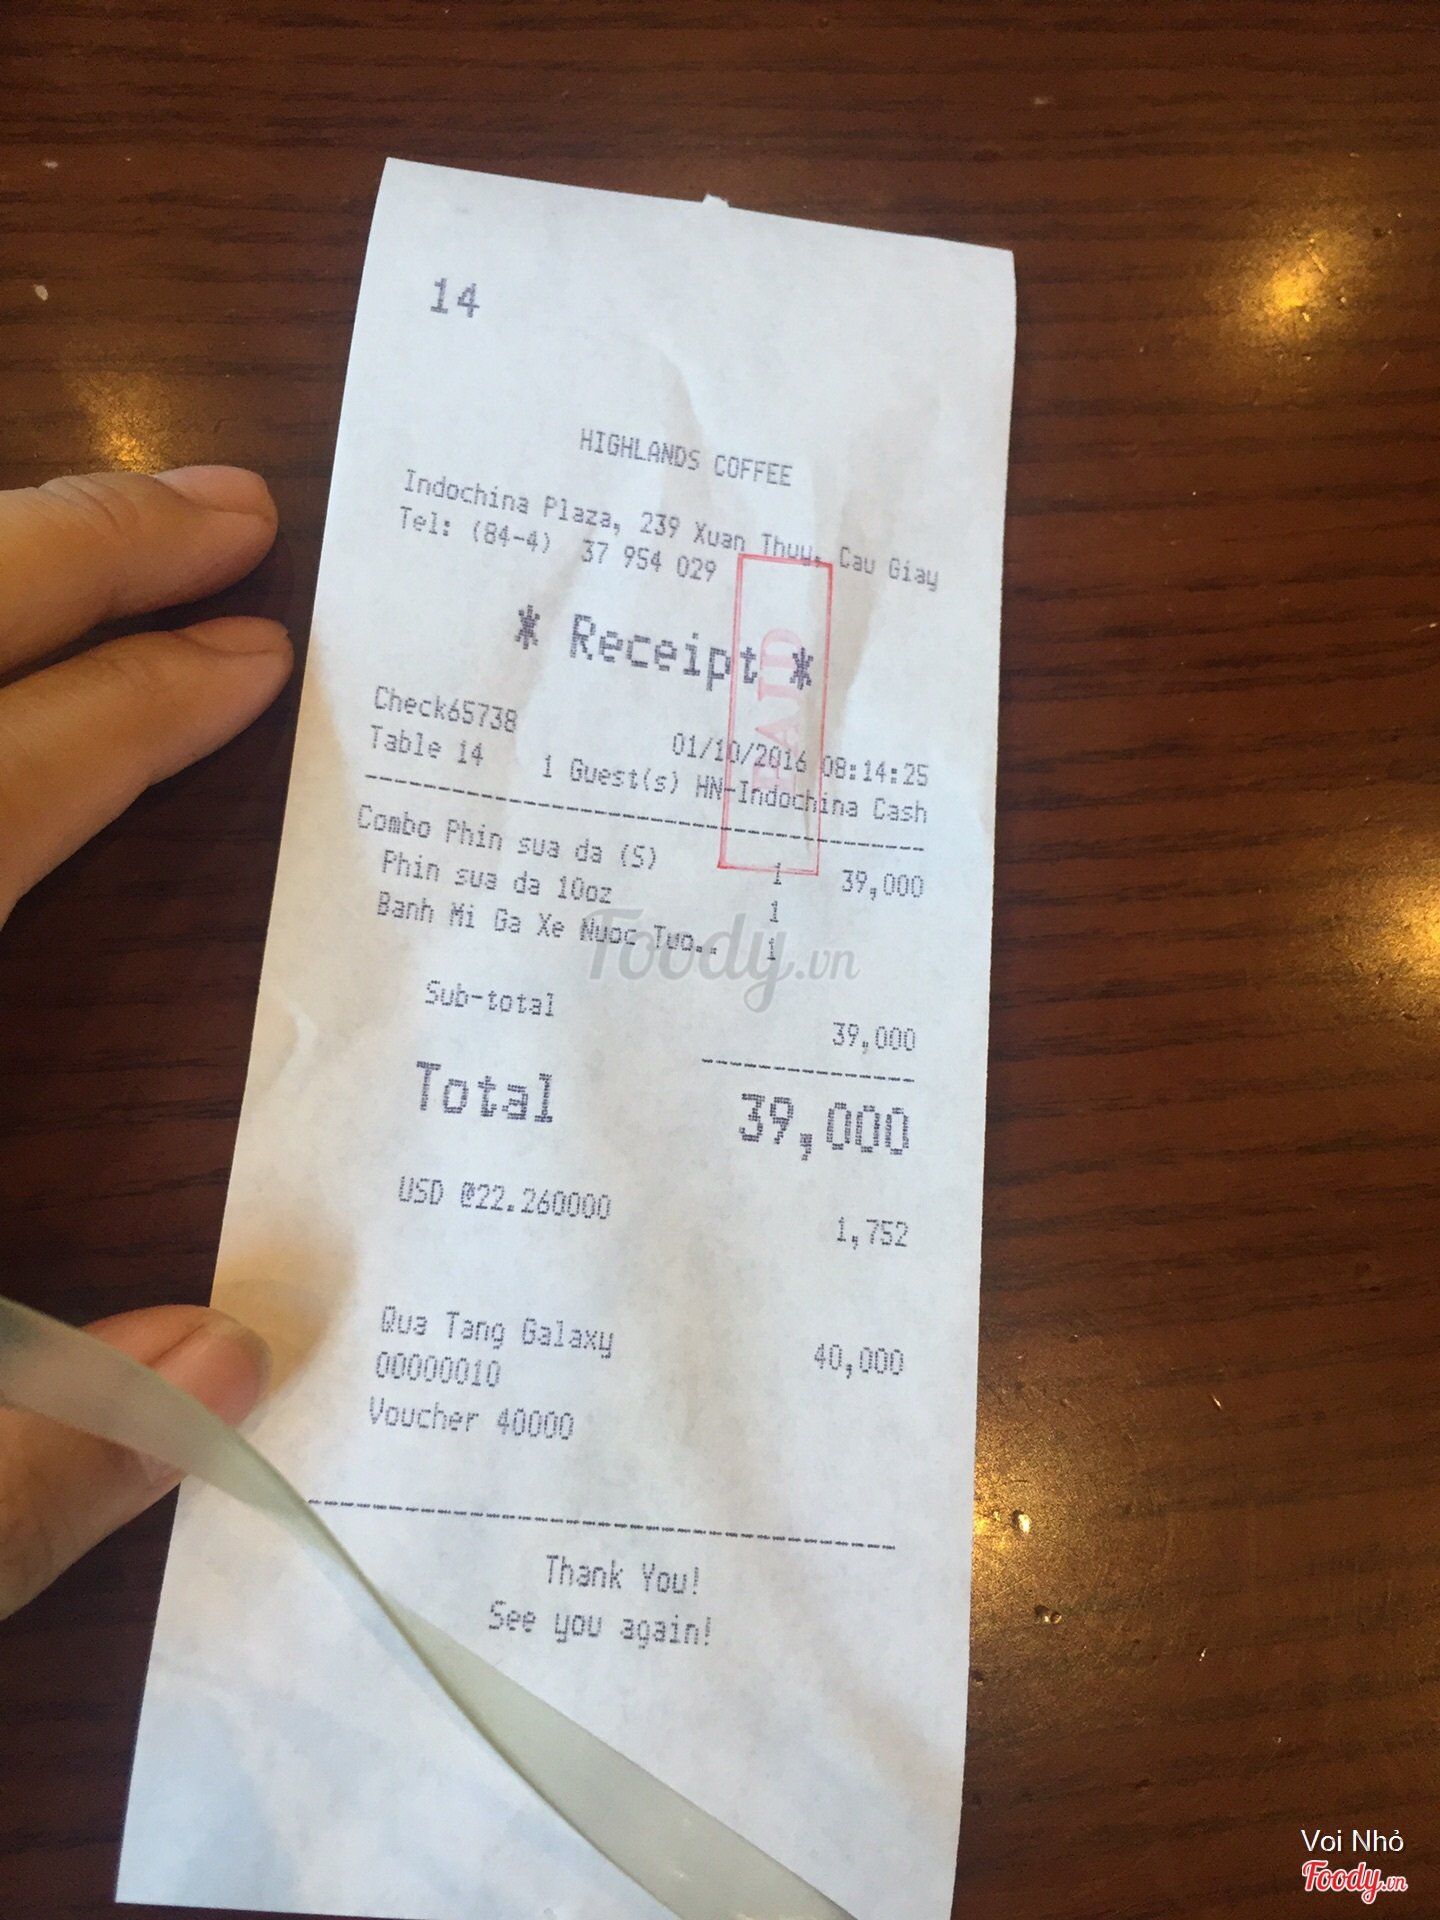 14
HIGHLANDS COFFEE
Indochina Plaza, 239 Xuan Thuy, Cau Giay
Tel: (84-4) 37 954 029
* Receipt *
PAID
Check65738 01/10/2016 08:14:25
Table 14 1 Guest(s) HN-Indochina Cash
Combo Phin sua da (S) 1 39,000
Phin sua da 10oz 1
Banh Mi Ga Xe Nuoc Tuo.. 1
Foody.vn
Sub-total 39,000
Total 39,000
USD @22.260000 1,752
Qua Tang Galaxy 40,000
00000010
Voucher 40000
Thank You!
See you again!
Voi Nhỏ
Foody.vn